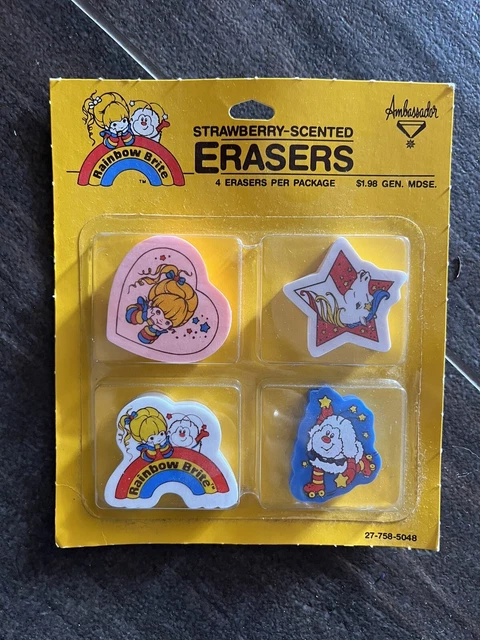 Rainbow Brite
TM
STRAWBERRY-SCENTED
ERASERS
4 ERASERS PER PACKAGE
$1.98 GEN. MDSE.
Ambassador
Rainbow Brite
27-758-5048